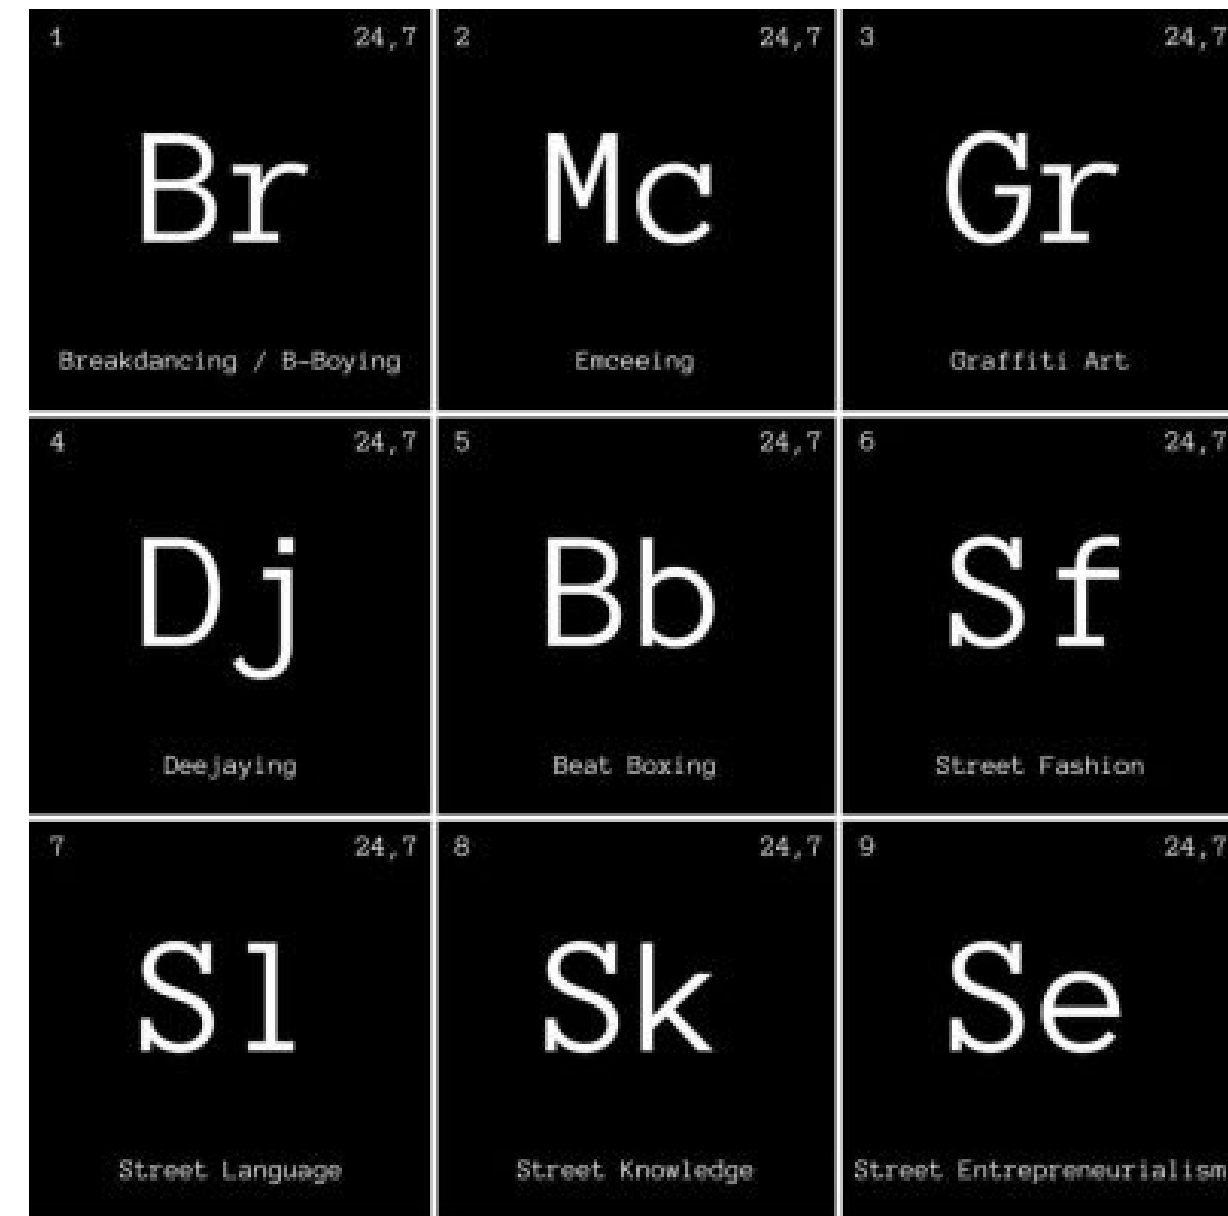 1 24,7 2 24,7 3 24,7
Br Mc Gr
Breakdancing / B-Boying Emceeing Graffiti Art
4 24,7 5 24,7 6 24,7
Dj Bb Sf
Deejaying Beat Boxing Street Fashion
7 24,7 8 24,7 9 24,7
Sl Sk Se
Street Language Street Knowledge Street Entrepreneurialism